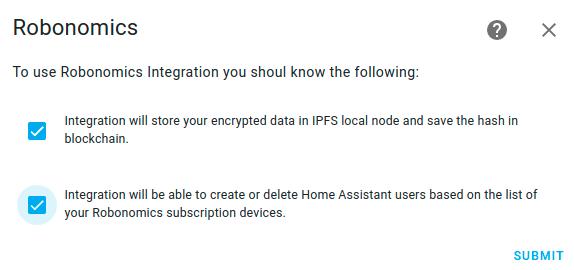 Robonomics
To use Robonomics Integration you shoul know the following:
Integration will store your encrypted data in IPFS local node and save the hash in
blockchain.
Integration will be able to create or delete Home Assistant users based on the list of
your Robonomics subscription devices.
SUBMIT